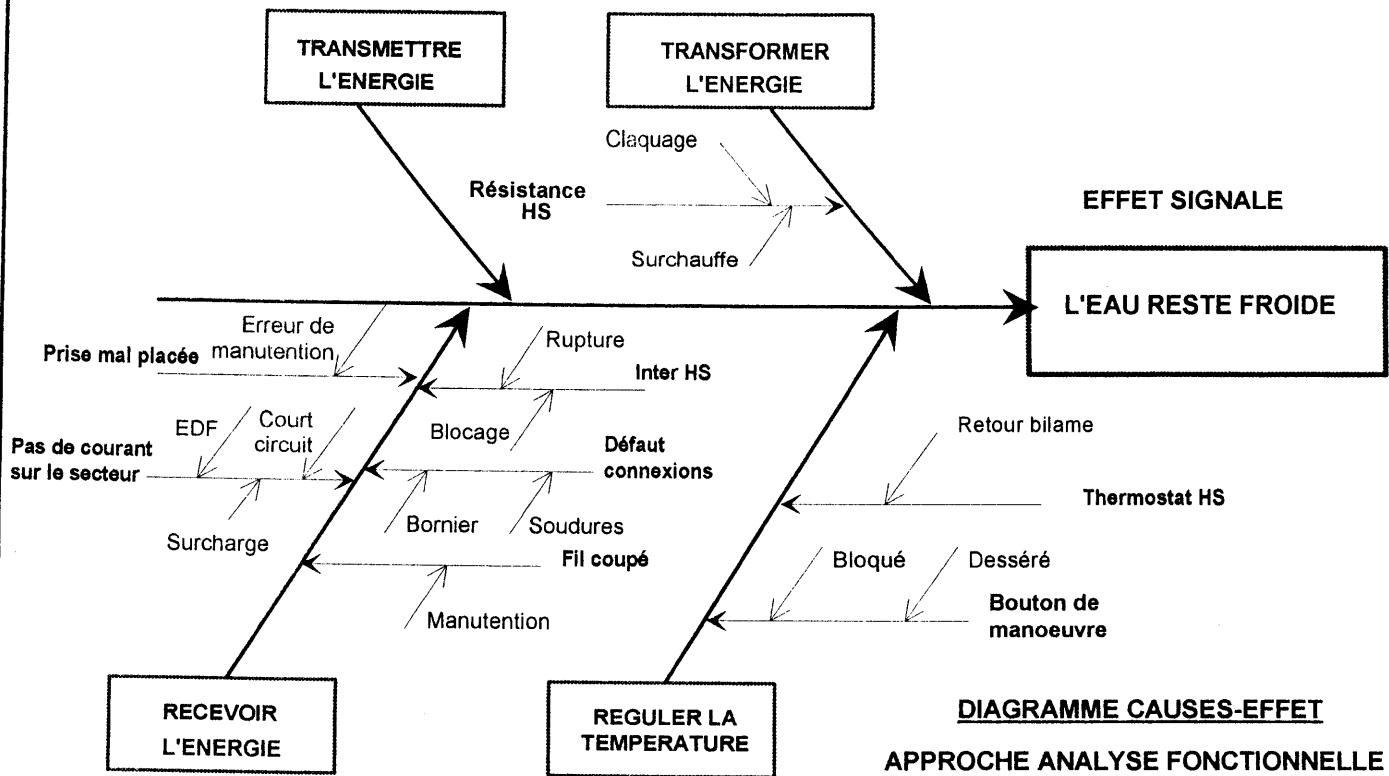 TRANSMETTRE
L'ENERGIE
TRANSFORMER
L'ENERGIE
Claquage
Résistance
HS
Surchauffe
EFFET SIGNALE
L'EAU RESTE FROIDE
Erreur de
manutention
Prise mal placée
Rupture
Inter HS
Blocage
EDF
Court
circuit
Pas de courant
sur le secteur
Surcharge
Défaut
connexions
Bornier
Soudures
Fil coupé
Manutention
Retour bilame
Thermostat HS
Bloqué
Desséré
Bouton de
manoeuvre
RECEVOIR
L'ENERGIE
REGULER LA
TEMPERATURE
DIAGRAMME CAUSES-EFFET
APPROCHE ANALYSE FONCTIONNELLE